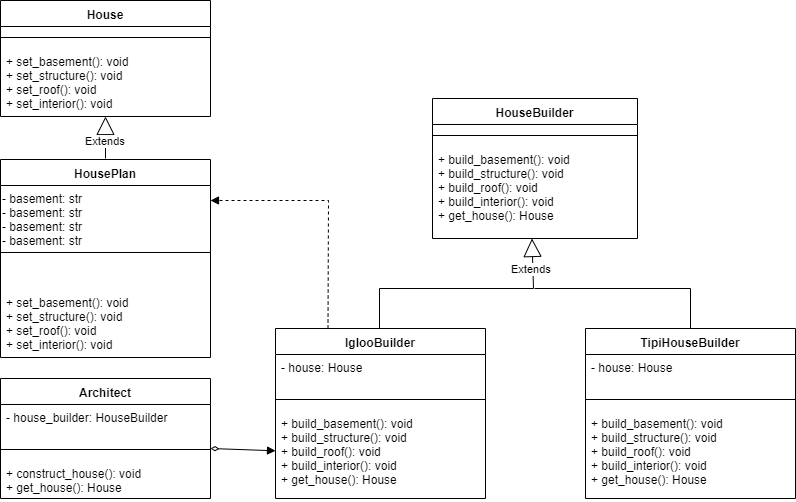 House
+ set_basement(): void
+ set_structure(): void
+ set_roof(): void
+ set_interior(): void
Extends
HousePlan
- basement: str
- basement: str
- basement: str
- basement: str
+ set_basement(): void
+ set_structure(): void
+ set_roof(): void
+ set_interior(): void
HouseBuilder
+ build_basement(): void
+ build_structure(): void
+ build_roof(): void
+ build_interior(): void
+ get_house(): House
Extends
IglooBuilder
- house: House
+ build_basement(): void
+ build_structure(): void
+ build_roof(): void
+ build_interior(): void
+ get_house(): House
TipiHouseBuilder
- house: House
+ build_basement(): void
+ build_structure(): void
+ build_roof(): void
+ build_interior(): void
+ get_house(): House
Architect
- house_builder: HouseBuilder
+ construct_house(): void
+ get_house(): House